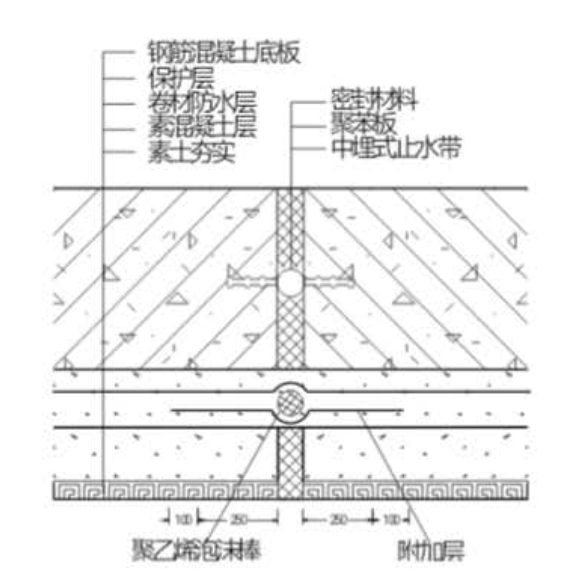 钢筋混凝土底板
保护层
卷材防水层
素混凝土层
素土夯实
密封材料
聚苯板
中埋式止水带
100 250 250 100
聚乙烯泡沫棒
附加层